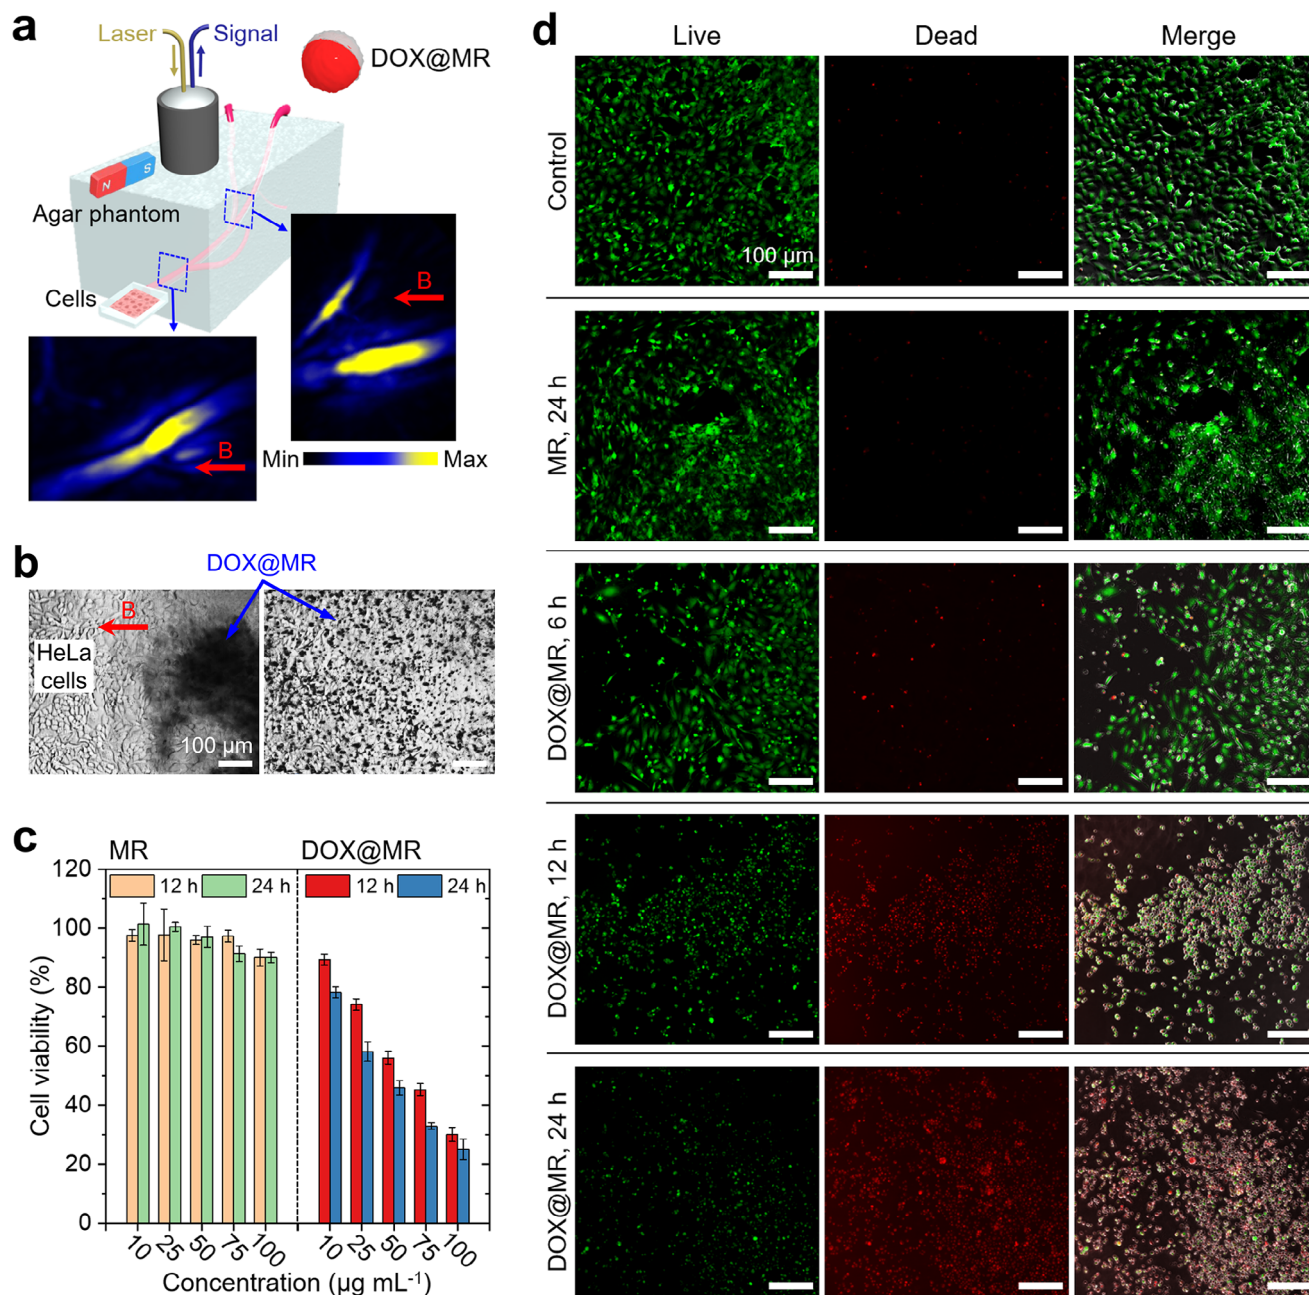 a
Laser
Signal
DOX@MR
N
S
Agar phantom
Cells
B
B
Min
Max
b
DOX@MR
B
HeLa
cells
100 µm
c
MR
DOX@MR
12 h
24 h
12 h
24 h
Cell viability (%)
120
100
80
60
40
20
0
10
25
50
75
100
10
25
50
75
100
Concentration (µg mL⁻¹)
d
Live
Dead
Merge
Control
100 µm
MR, 24 h
DOX@MR, 6 h
DOX@MR, 12 h
DOX@MR, 24 h